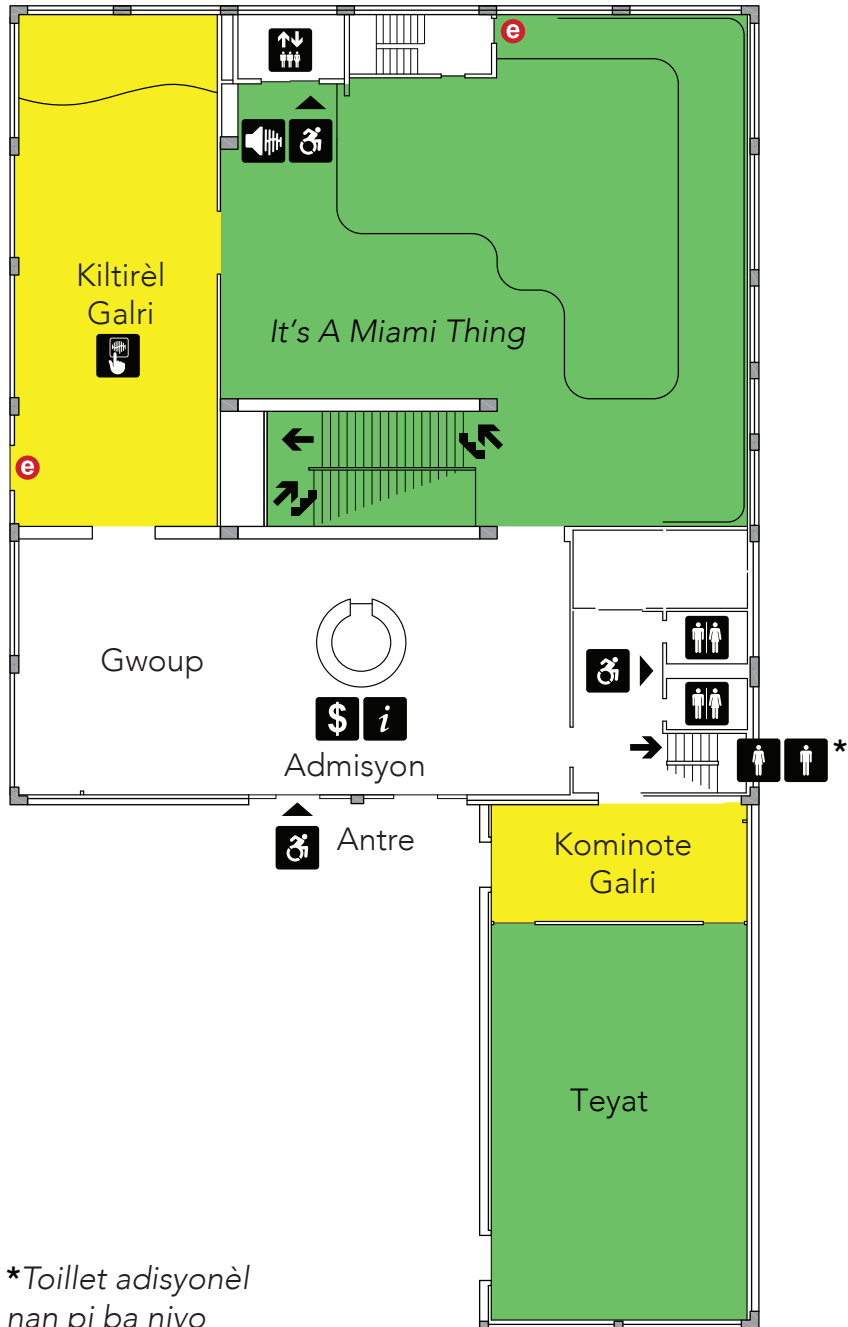 e
Kiltirèl
Galri
It's A Miami Thing
e
Gwoup
$ i
Admisyon
*
Antre
Kominote
Galri
Teyat
*Toillet adisyonèl
nan pi ba nivo